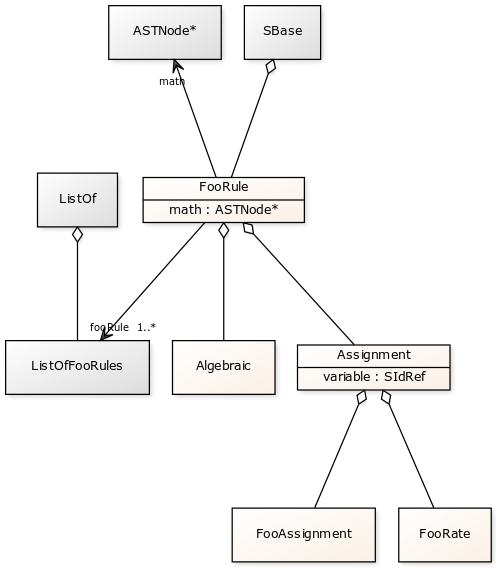 ASTNode*
SBase
math
FooRule
math : ASTNode*
ListOf
fooRule 1..*
ListOfFooRules
Algebraic
Assignment
variable : SIdRef
FooAssignment
FooRate